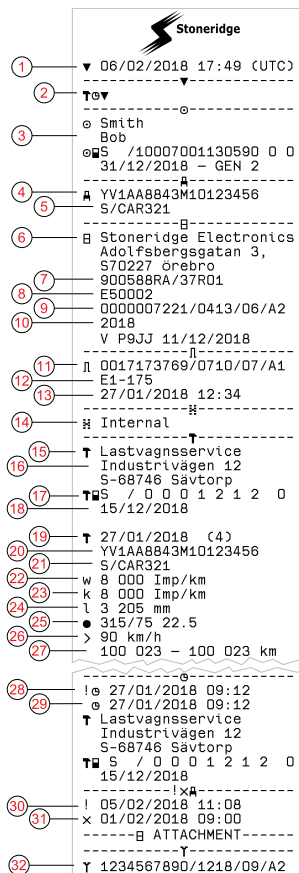 Stoneridge
1 ▼ 06/02/2018 17:49 (UTC)
2
3 Smith
Bob
S /10007001130590 0 0
31/12/2018 – GEN 2
4 YV1AA8843M10123456
5 S/CAR321
6 Stoneridge Electronics
Adolfsbergsgatan 3,
S70227 örebro
7 900588RA/37R01
8 E50002
9 0000007221/0413/06/A2
10 2018
V P9JJ 11/12/2018
11 0017173769/0710/07/A1
12 E1-175
13 27/01/2018 12:34
14 Internal
15 Lastvagnsservice
16 Industrivägen 12
S-68746 Sävtorp
17 S / 0 0 0 1 2 1 2 0
18 15/12/2018
19 27/01/2018 (4)
20 YV1AA8843M10123456
21 S/CAR321
22 w 8 000 Imp/km
23 k 8 000 Imp/km
24 l 3 205 mm
25 ● 315/75 22.5
26 > 90 km/h
27 100 023 – 100 023 km
28 ! 27/01/2018 09:12
29 27/01/2018 09:12
Lastvagnsservice
Industrivägen 12
S-68746 Sävtorp
S / 0 0 0 1 2 1 2 0
15/12/2018
!×
30 ! 05/02/2018 11:08
31 × 01/02/2018 09:00
ATTACHMENT
32 1234567890/1218/09/A2